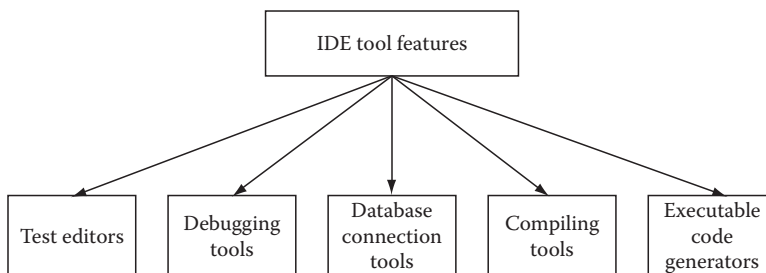 IDE tool features
Test editors
Debugging
tools
Database
connection
tools
Compiling
tools
Executable
code
generators